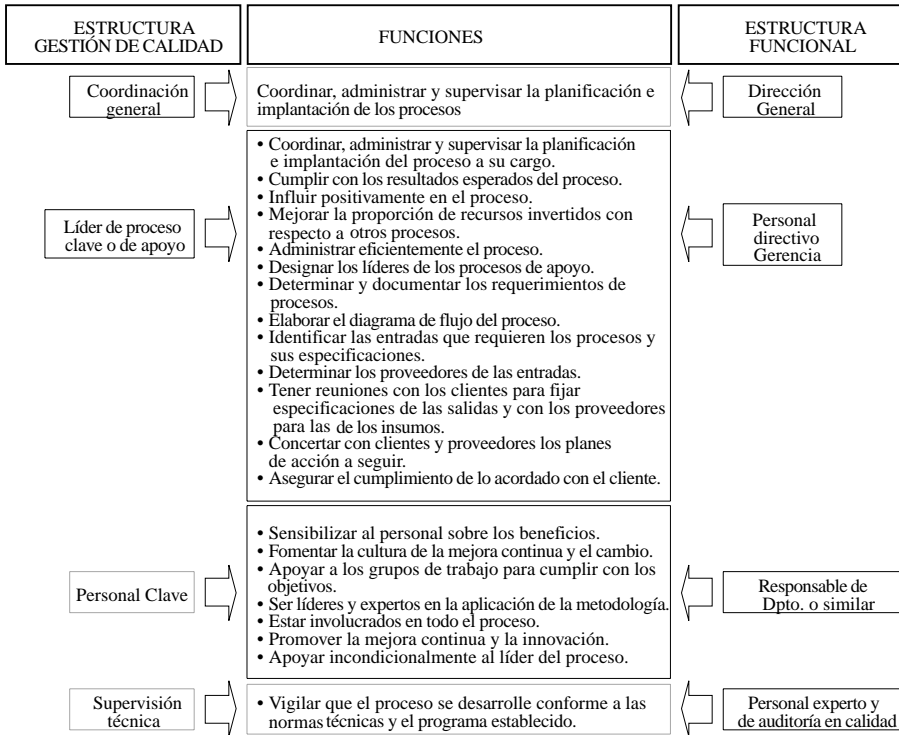 ESTRUCTURA
GESTIÓN DE CALIDAD
FUNCIONES
ESTRUCTURA
FUNCIONAL
Coordinación
general
Coordinar, administrar y supervisar la planificación e
implantación de los procesos
Dirección
General
Líder de proceso
clave o de apoyo
• Coordinar, administrar y supervisar la planificación
e implantación del proceso a su cargo.
• Cumplir con los resultados esperados del proceso.
• Influir positivamente en el proceso.
• Mejorar la proporción de recursos invertidos con
respecto a otros procesos.
• Administrar eficientemente el proceso.
• Designar los líderes de los procesos de apoyo.
• Determinar y documentar los requerimientos de
procesos.
• Elaborar el diagrama de flujo del proceso.
• Identificar las entradas que requieren los procesos y
sus especificaciones.
• Determinar los proveedores de las entradas.
• Tener reuniones con los clientes para fijar
especificaciones de las salidas y con los proveedores
para las de los insumos.
• Concertar con clientes y proveedores los planes
de acción a seguir.
• Asegurar el cumplimiento de lo acordado con el cliente.
Personal
directivo
Gerencia
Personal Clave
• Sensibilizar al personal sobre los beneficios.
• Fomentar la cultura de la mejora continua y el cambio.
• Apoyar a los grupos de trabajo para cumplir con los
objetivos.
• Ser líderes y expertos en la aplicación de la metodología.
• Estar involucrados en todo el proceso.
• Promover la mejora continua y la innovación.
• Apoyar incondicionalmente al líder del proceso.
Responsable de
Dpto. o similar
Supervisión
técnica
• Vigilar que el proceso se desarrolle conforme a las
normas técnicas y el programa establecido.
Personal experto y
de auditoría en calidad